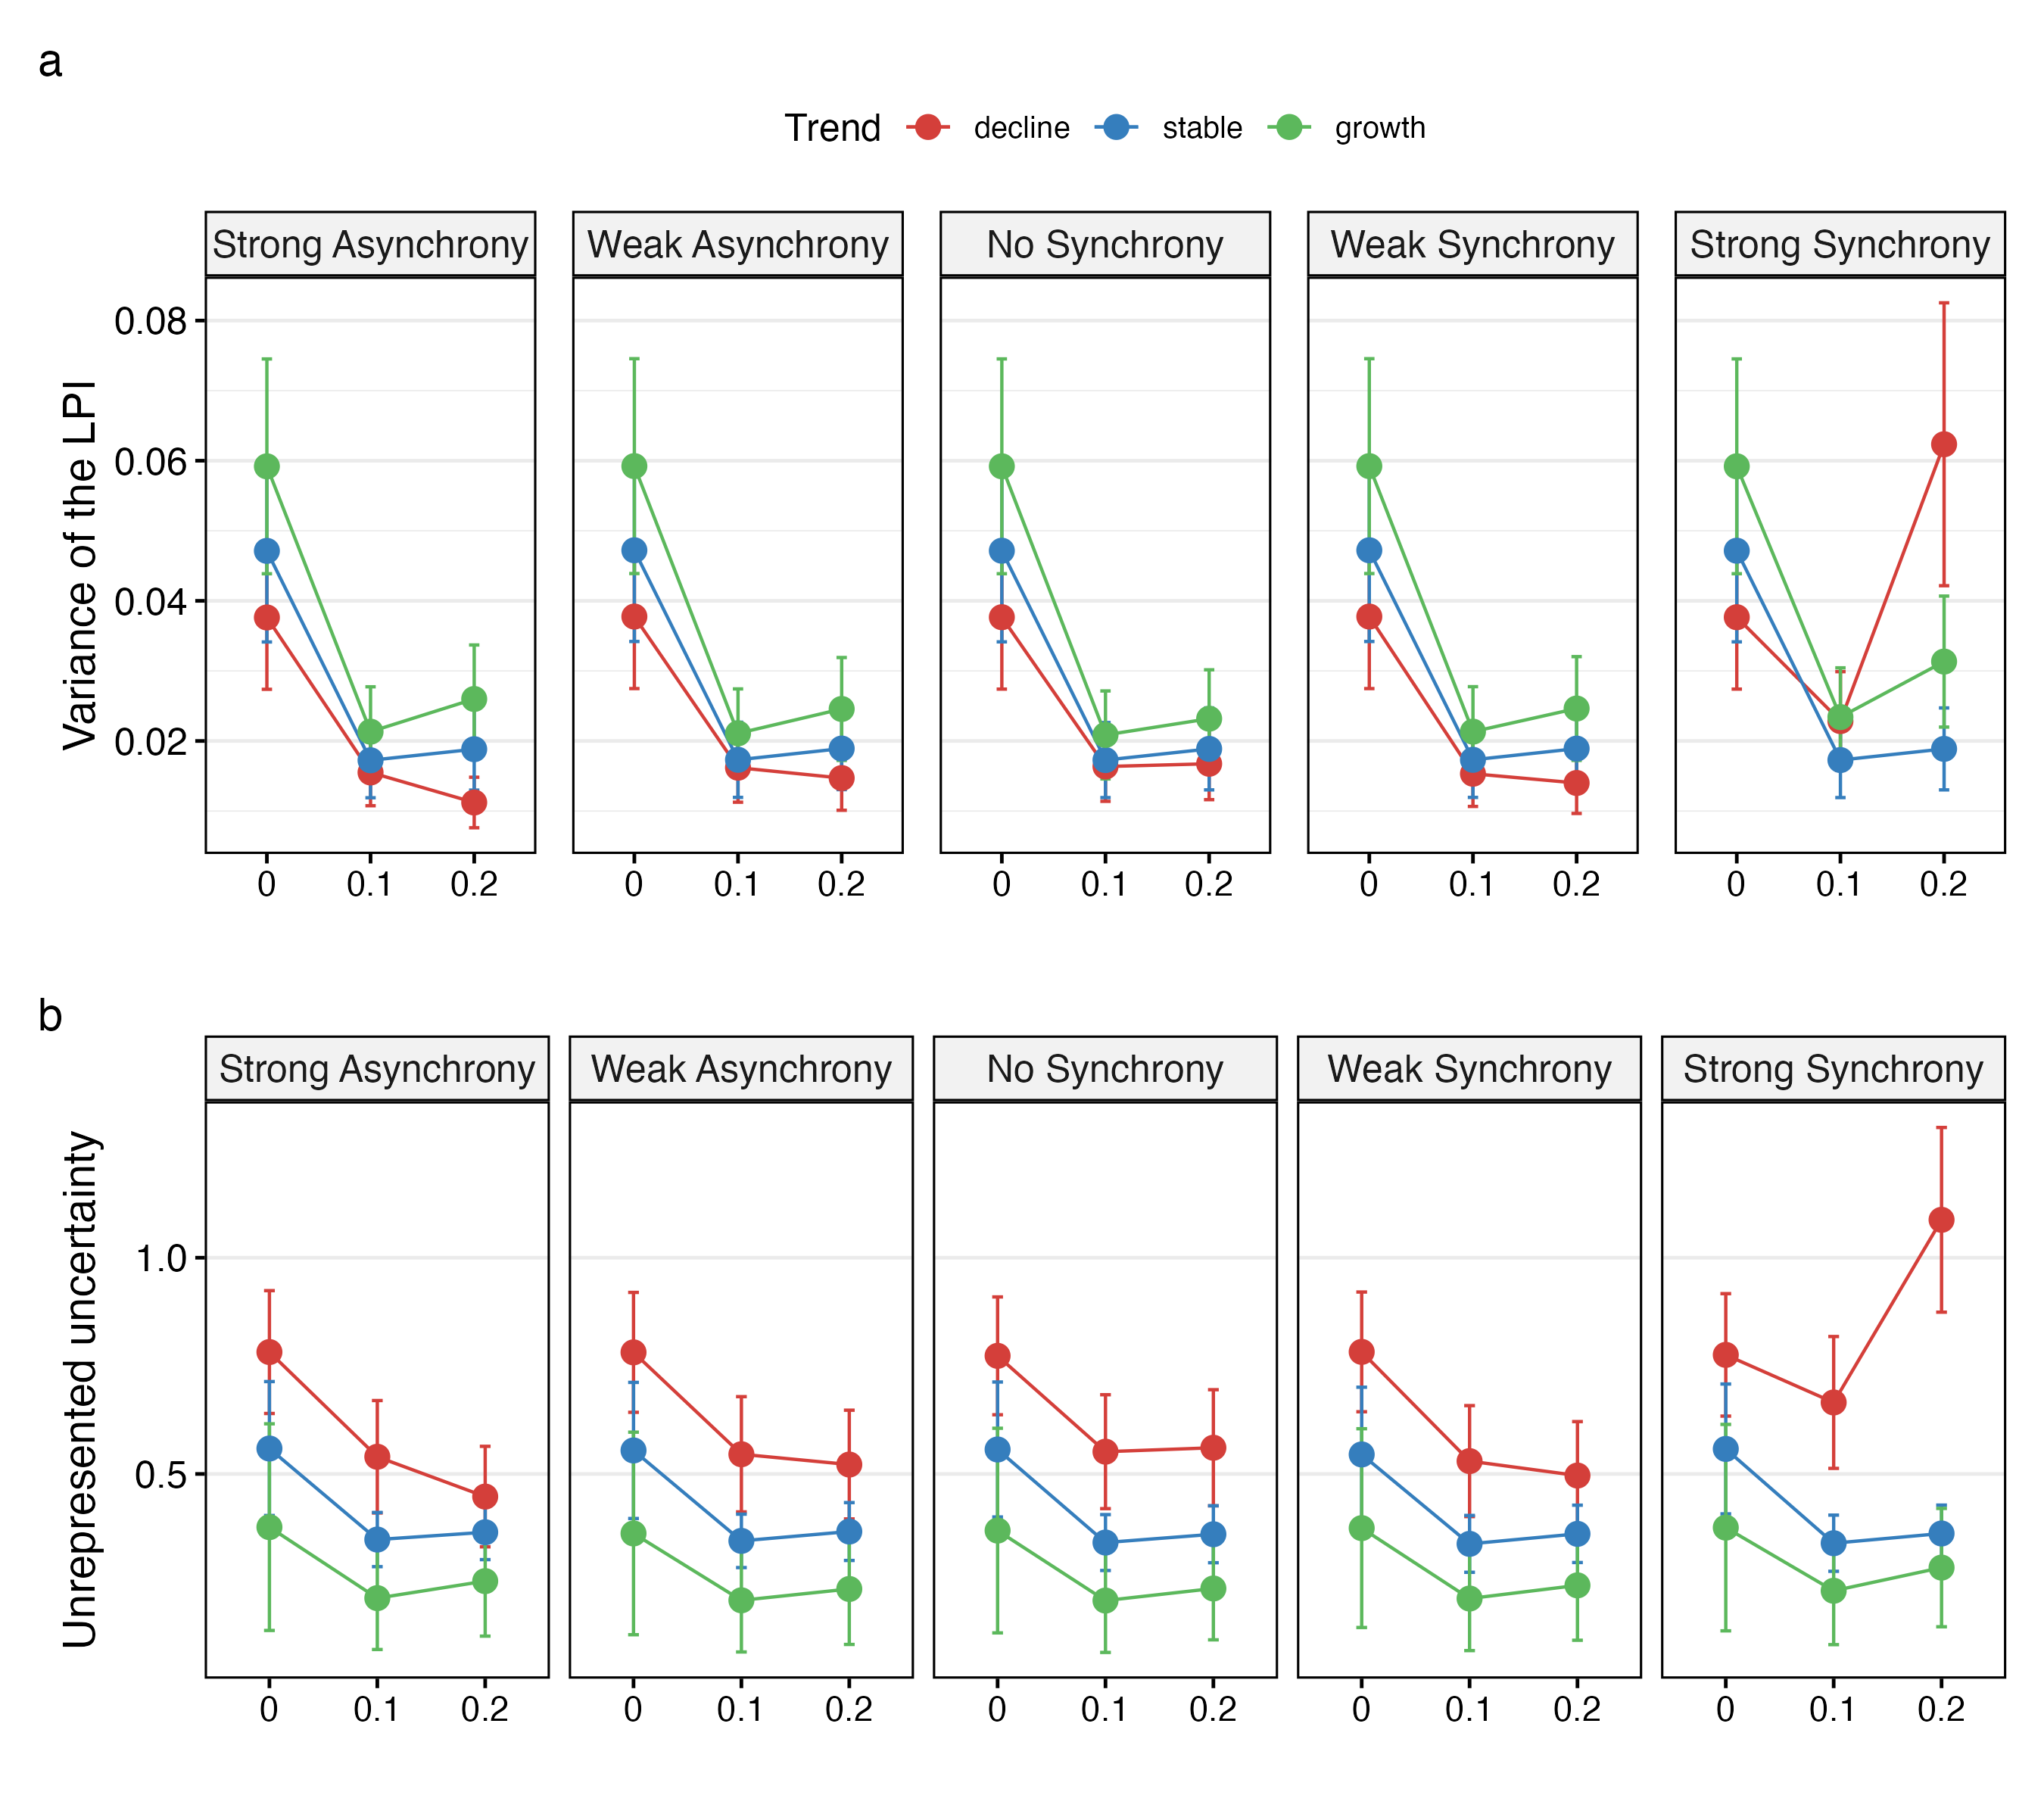 a
Trend decline stable growth
Strong Asynchrony Weak Asynchrony No Synchrony Weak Synchrony Strong Synchrony
Variance of the LPI
0.08
0.06
0.04
0.02
0 0.1 0.2 0 0.1 0.2 0 0.1 0.2 0 0.1 0.2 0 0.1 0.2
b
Strong Asynchrony Weak Asynchrony No Synchrony Weak Synchrony Strong Synchrony
Unrepresented uncertainty
1.0
0.5
0 0.1 0.2 0 0.1 0.2 0 0.1 0.2 0 0.1 0.2 0 0.1 0.2